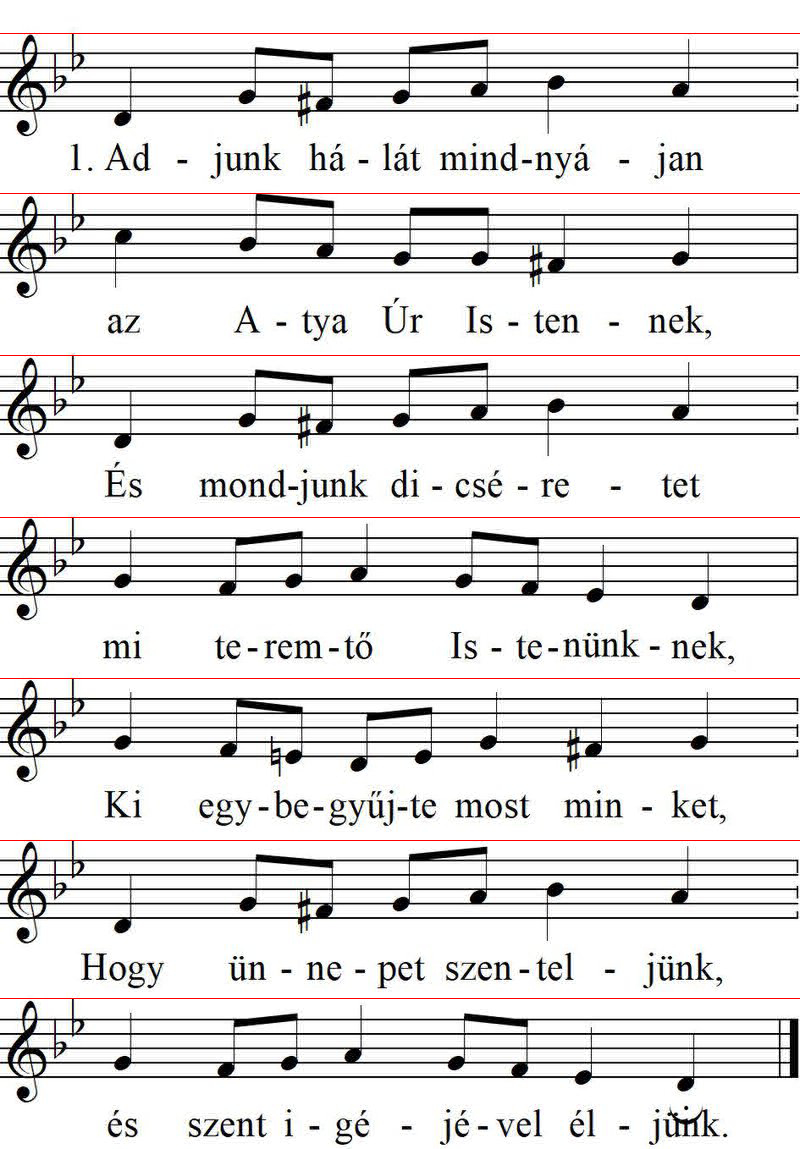 1. Ad - junk há - lát mind-nyá - jan
az A - tya Úr Is - ten - nek,
És mond-junk di - csé - re - tet
mi te - rem - tő Is - te - nünk - nek,
Ki egy - be - gyűj-te most min - ket,
Hogy ün - ne - pet szen - tel - jünk,
és szent i - gé - jé - vel él - jünk.